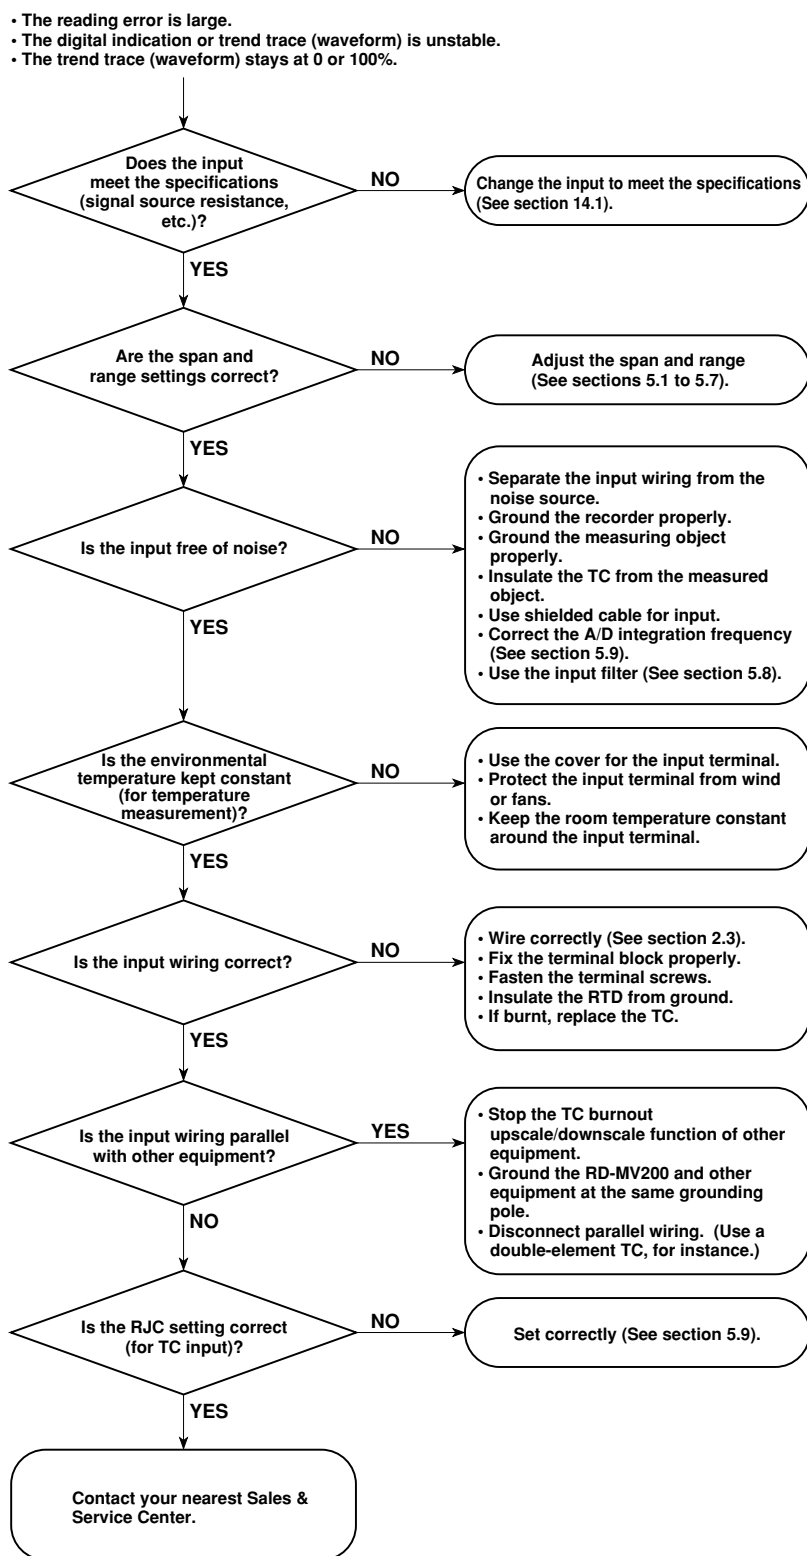 • The reading error is large.
• The digital indication or trend trace (waveform) is unstable.
• The trend trace (waveform) stays at 0 or 100%.
Does the input
meet the specifications
(signal source resistance,
etc.)?
NO
Change the input to meet the specifications
(See section 14.1).
YES
Are the span and
range settings correct?
NO
Adjust the span and range
(See sections 5.1 to 5.7).
YES
Is the input free of noise?
NO
• Separate the input wiring from the
noise source.
• Ground the recorder properly.
• Ground the measuring object
properly.
• Insulate the TC from the measured
object.
• Use shielded cable for input.
• Correct the A/D integration frequency
(See section 5.9).
• Use the input filter (See section 5.8).
YES
Is the environmental
temperature kept constant
(for temperature
measurement)?
NO
• Use the cover for the input terminal.
• Protect the input terminal from wind
or fans.
• Keep the room temperature constant
around the input terminal.
YES
Is the input wiring correct?
NO
• Wire correctly (See section 2.3).
• Fix the terminal block properly.
• Fasten the terminal screws.
• Insulate the RTD from ground.
• If burnt, replace the TC.
YES
Is the input wiring parallel
with other equipment?
YES
• Stop the TC burnout
upscale/downscale function of other
equipment.
• Ground the RD-MV200 and other
equipment at the same grounding
pole.
• Disconnect parallel wiring. (Use a
double-element TC, for instance.)
NO
Is the RJC setting correct
(for TC input)?
NO
Set correctly (See section 5.9).
YES
Contact your nearest Sales &
Service Center.